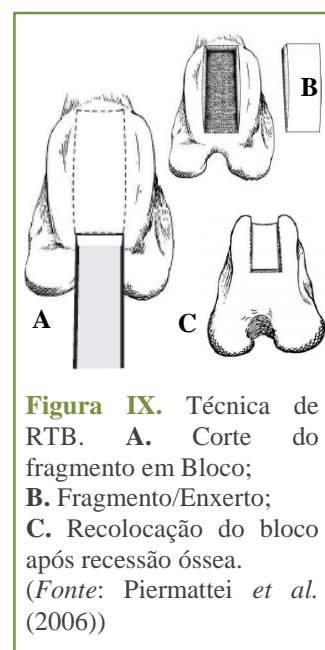 B
A
C
Figura IX. Técnica de
RTB. A. Corte do
fragmento em Bloco;
B. Fragmento/Enxerto;
C. Recolocação do bloco
após recessão óssea.
(Fonte: Piermattei et al.
(2006))